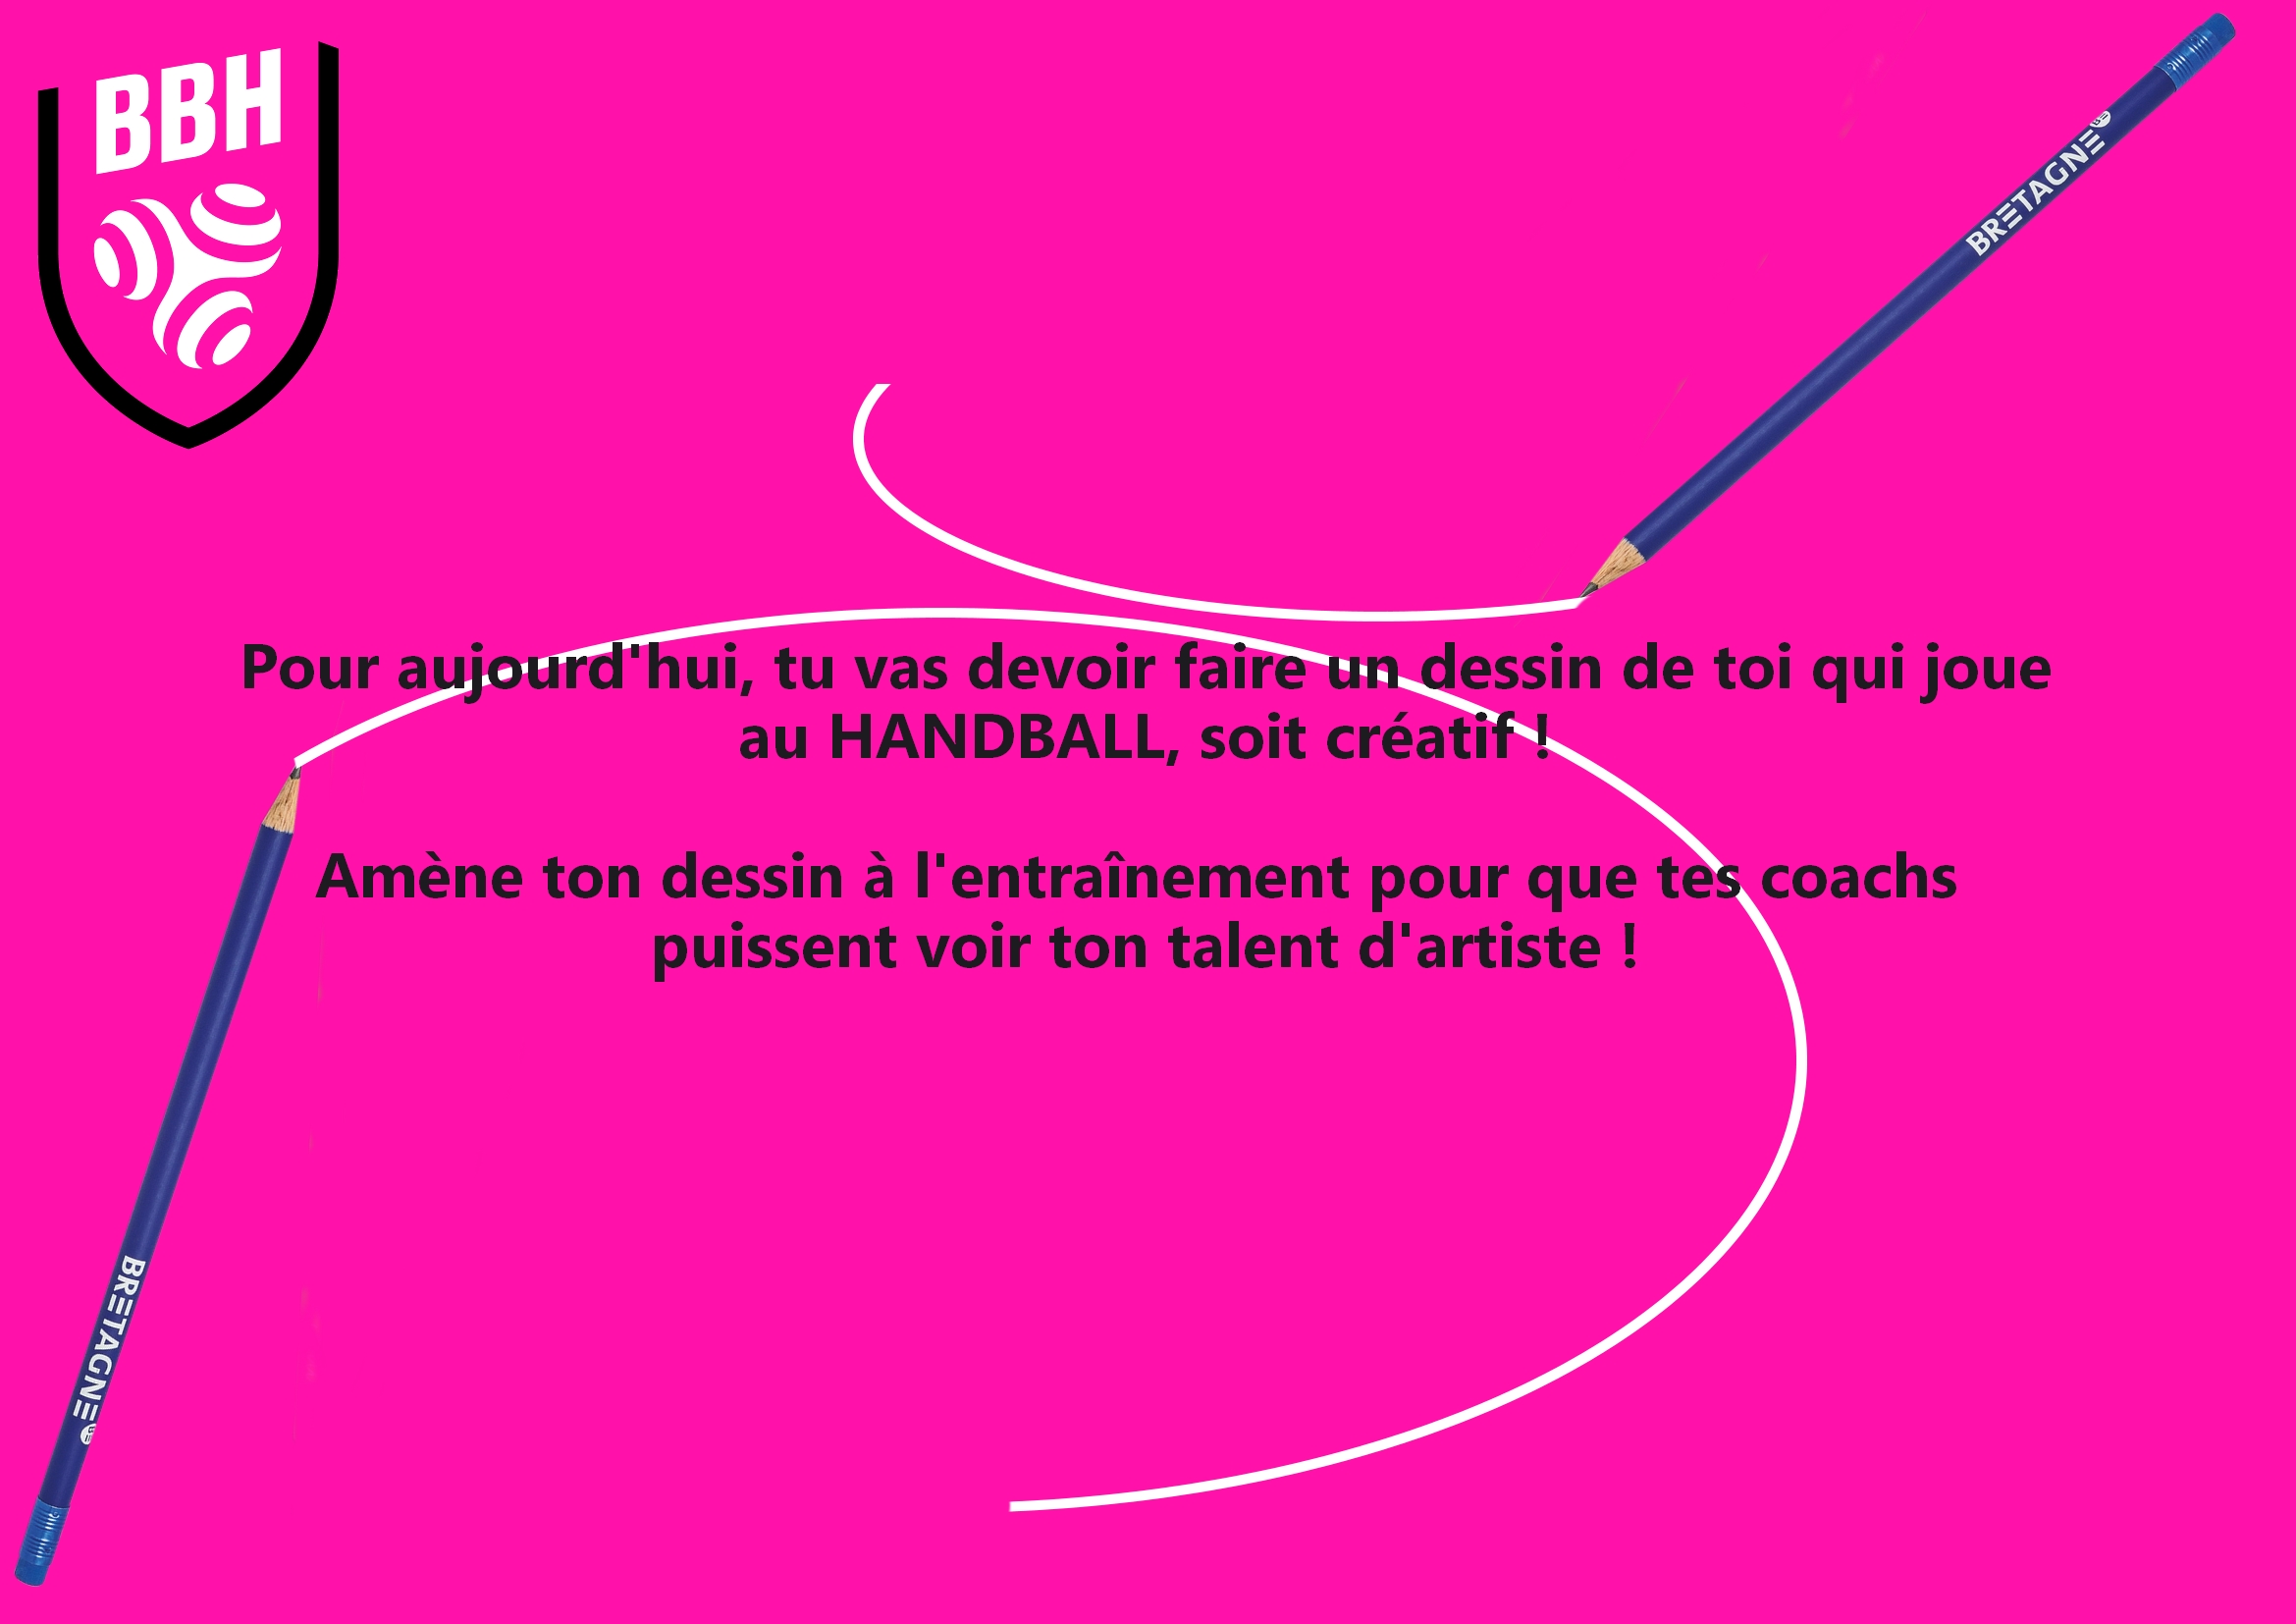 BBH
BRETAGNE
Pour aujourd'hui, tu vas devoir faire un dessin de toi qui joue
au HANDBALL, soit créatif !
Amène ton dessin à l'entraînement pour que tes coachs
puissent voir ton talent d'artiste !
BRETAGNE